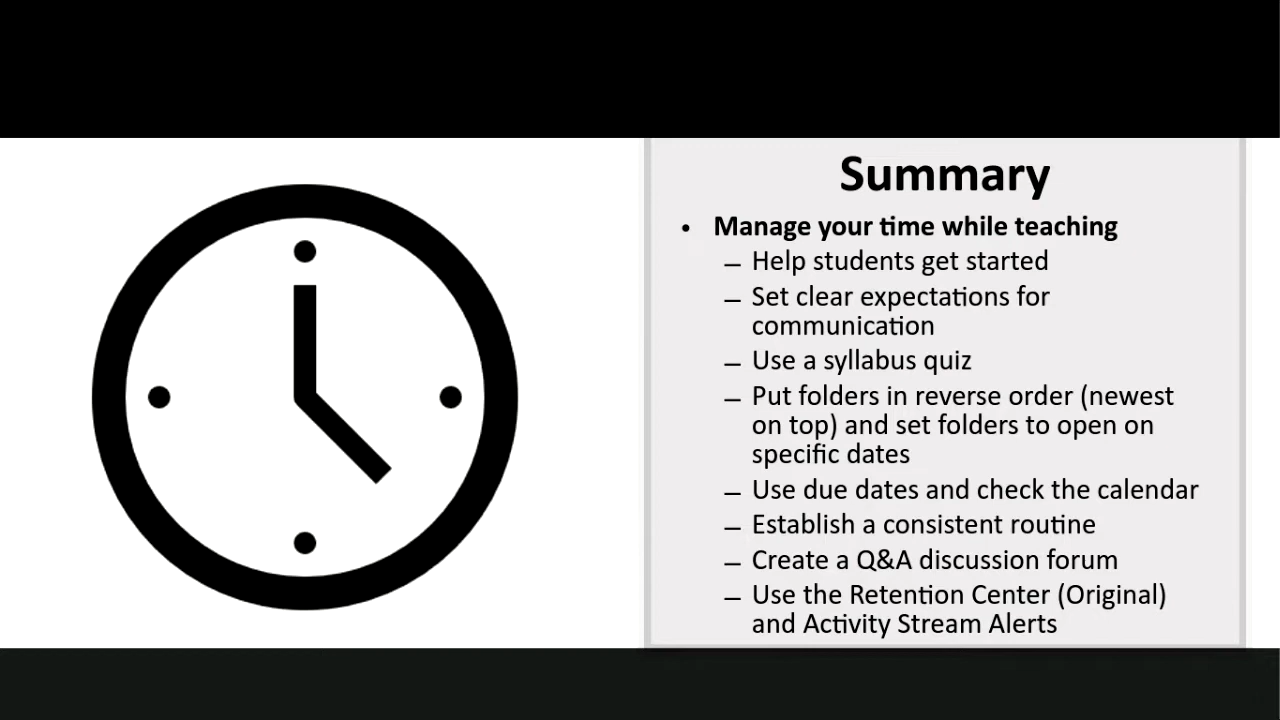 Summary
• Manage your time while teaching
– Help students get started
– Set clear expectations for
communication
– Use a syllabus quiz
– Put folders in reverse order (newest
on top) and set folders to open on
specific dates
– Use due dates and check the calendar
– Establish a consistent routine
– Create a Q&A discussion forum
– Use the Retention Center (Original)
and Activity Stream Alerts